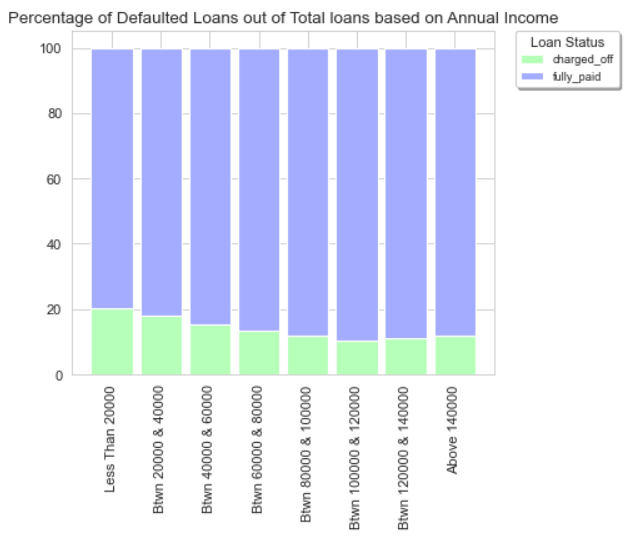 Percentage of Defaulted Loans out of Total loans based on Annual Income
Loan Status
charged_off
fully_paid
100
80
60
40
20
0
Less Than 20000
Btwn 20000 & 40000
Btwn 40000 & 60000
Btwn 60000 & 80000
Btwn 80000 & 100000
Btwn 100000 & 120000
Btwn 120000 & 140000
Above 140000